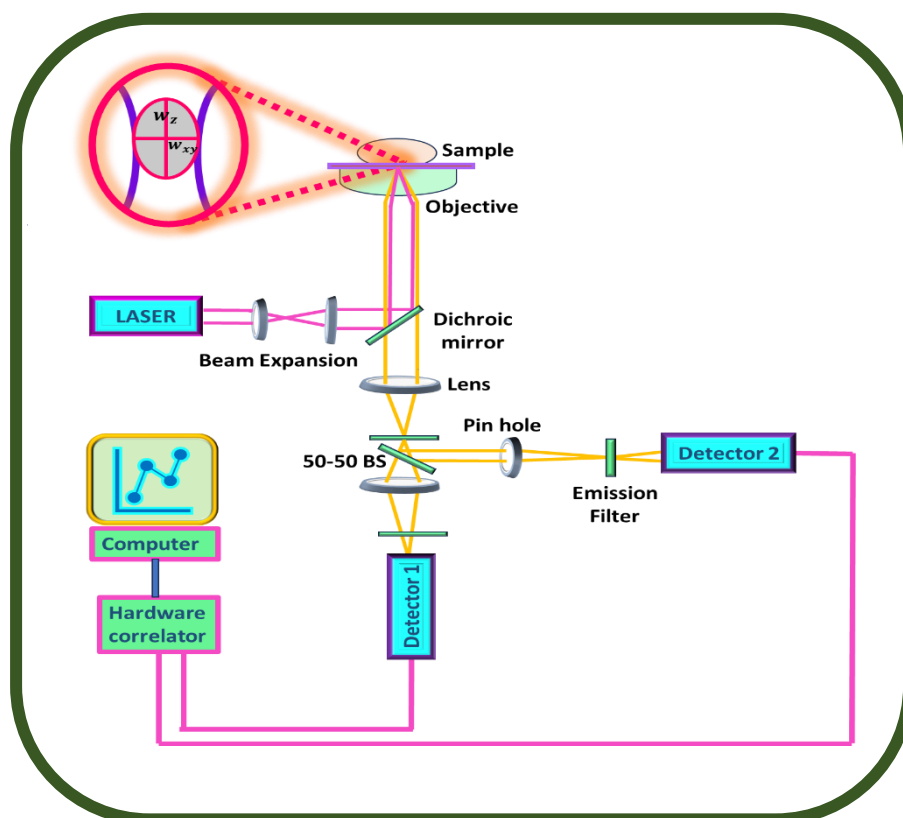 w_z
w_xy
Sample
Objective
LASER
Beam Expansion
Dichroic
mirror
Lens
Pin hole
50-50 BS
Detector 2
Emission
Filter
Computer
Detector 1
Hardware
correlator